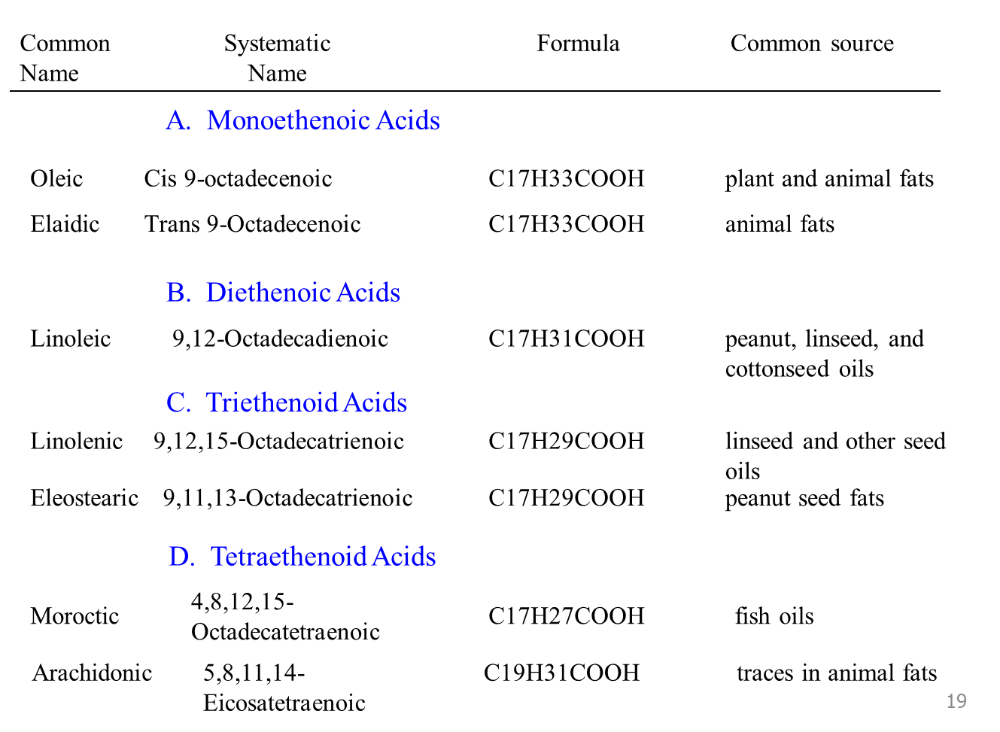 Common Systematic Formula Common source
Name Name
A. Monoethenoic Acids
Oleic Cis 9-octadecenoic C17H33COOH plant and animal fats
Elaidic Trans 9-Octadecenoic C17H33COOH animal fats
B. Diethenoic Acids
Linoleic 9,12-Octadecadienoic C17H31COOH peanut, linseed, and
cottonseed oils
C. Triethenoid Acids
Linolenic 9,12,15-Octadecatrienoic C17H29COOH linseed and other seed
oils
Eleostearic 9,11,13-Octadecatrienoic C17H29COOH peanut seed fats
D. Tetraethenoid Acids
4,8,12,15-
Moroctic C17H27COOH fish oils
Octadecatetraenoic
Arachidonic 5,8,11,14- C19H31COOH traces in animal fats
Eicosatetraenoic
19